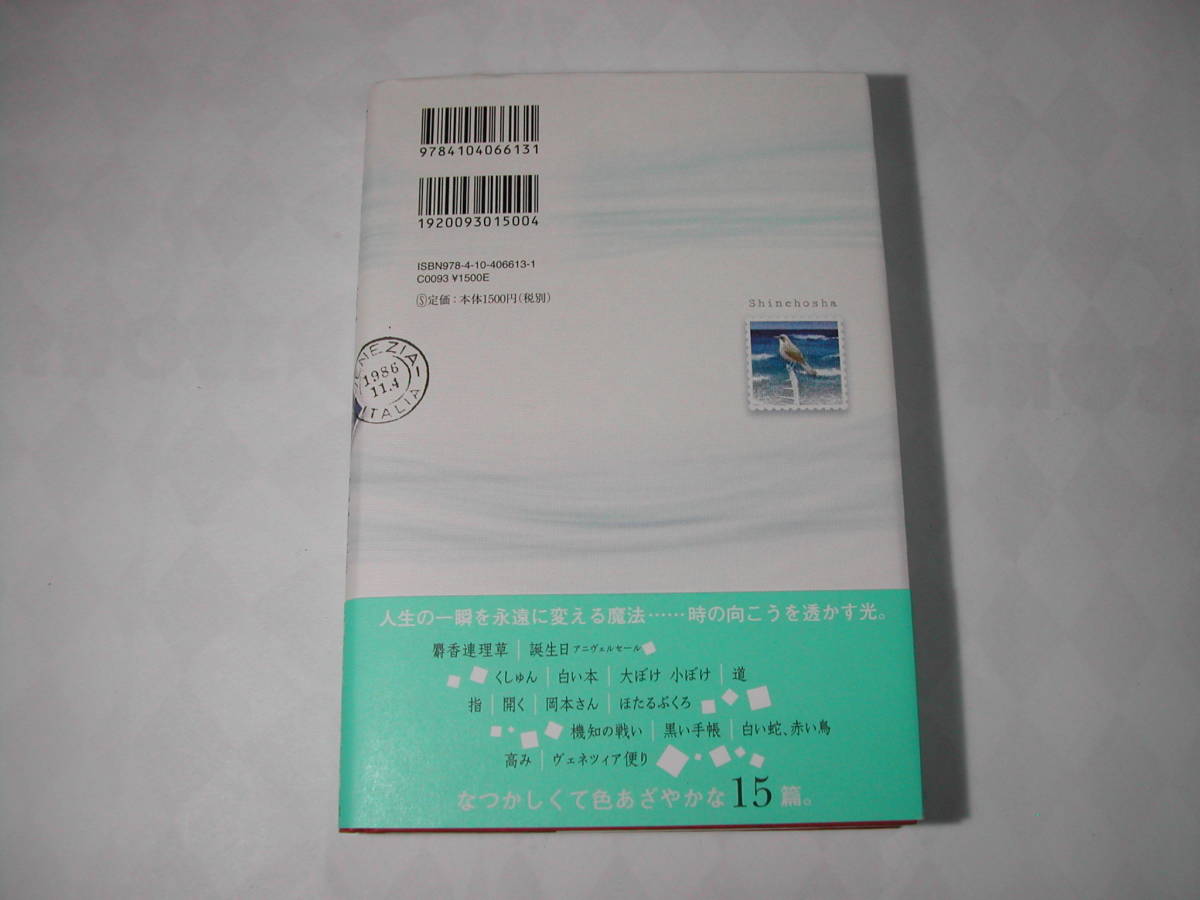 9784104066131
1920093015004
ISBN978-4-10-406613-1
C0093 ¥1500E
Ⓢ定価：本体1500円（税別）
Shinchosha
VENEZIA
1986
11.4
ITALIA
人生の一瞬を永遠に変える魔法……時の向こうを透かす光。
麝香連理草｜誕生日 アニヴェルセール
くしゅん｜白い本｜大ぼけ 小ぼけ｜道
指｜開く｜岡本さん｜ほたるぶくろ
機知の戦い｜黒い手帳｜白い蛇、赤い鳥
高み｜ヴェネツィア便り
なつかしくて色あざやかな15篇。